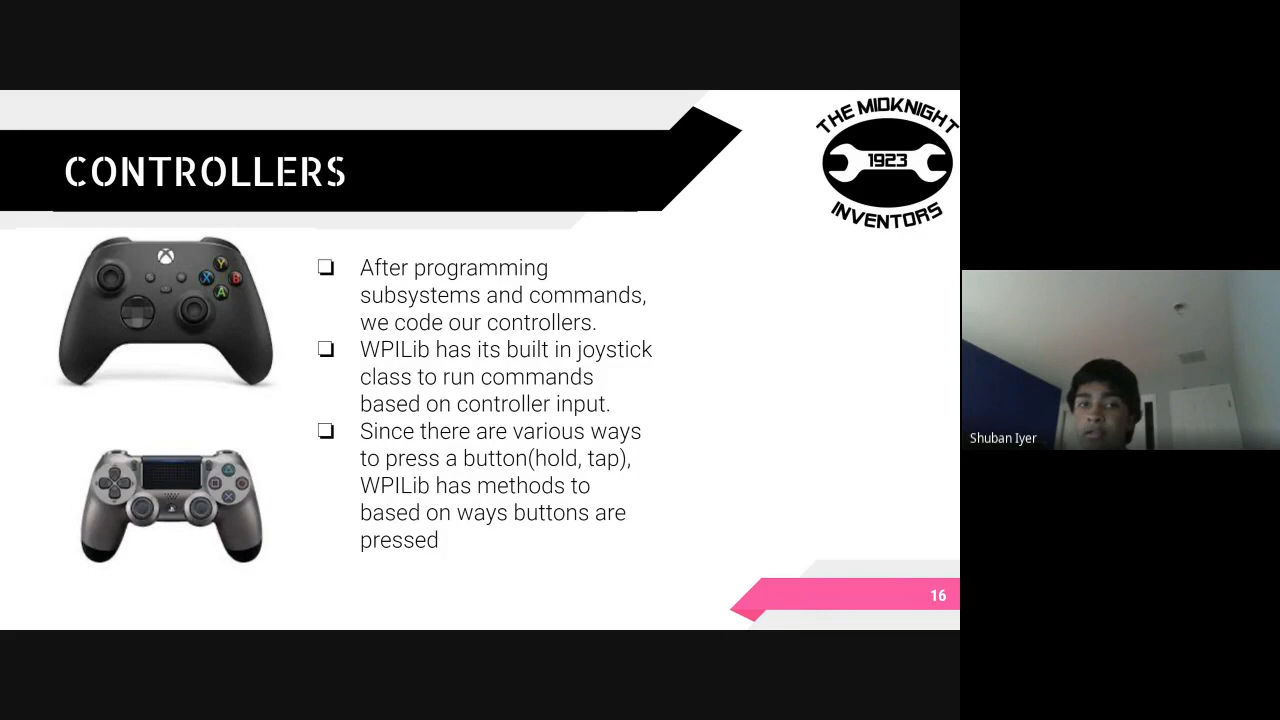 THE MIDKNIGHT
1923
INVENTORS
CONTROLLERS
Y
X
B
A
❏ After programming
subsystems and commands,
we code our controllers.
❏ WPILib has its built in joystick
class to run commands
based on controller input.
❏ Since there are various ways
to press a button(hold, tap),
WPILib has methods to
based on ways buttons are
pressed
16
Shuban Iyer